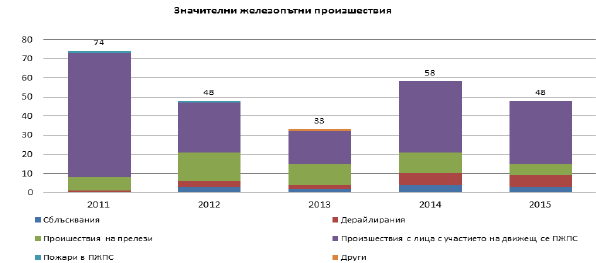 Значителни железопътни произшествия
80
70
60
50
40
30
20
10
0
74
48
33
58
48
2011 2012 2013 2014 2015
Сблъсквания Дерайлирания
Проишествия на прелези Произшествия с лица с участието на движещ се ПЖПС
Пожари в ПЖПС Други